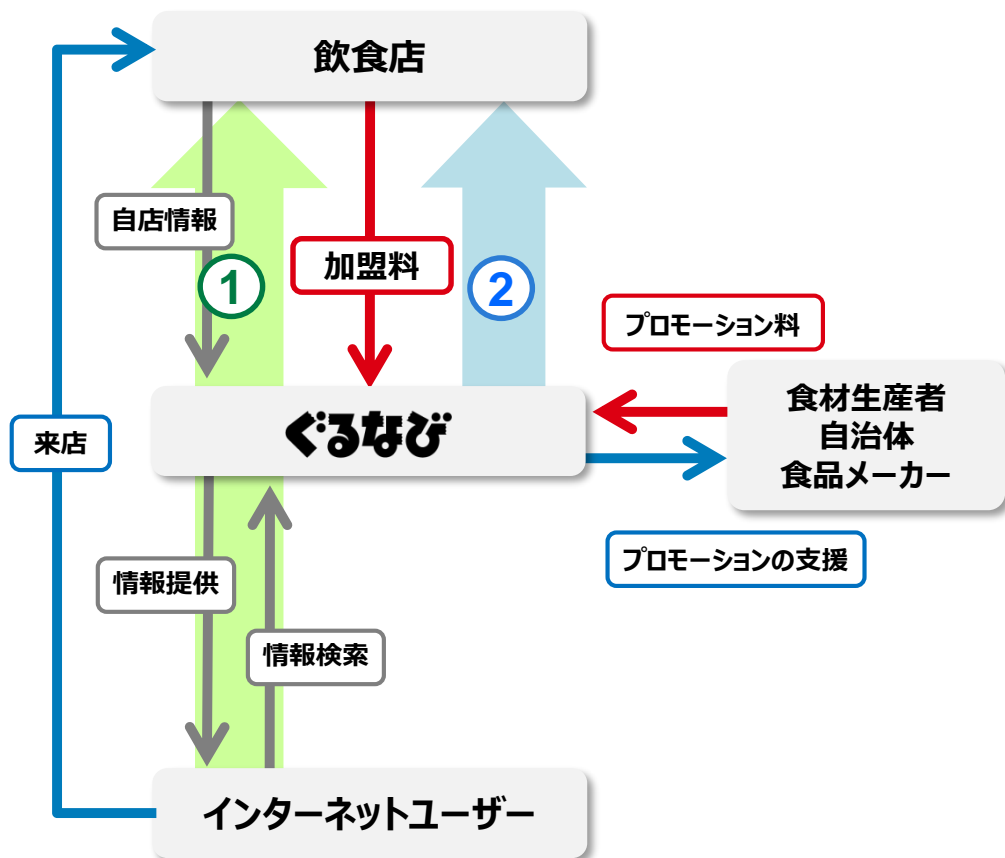 飲食店
自店情報
加盟料
1
2
プロモーション料
ぐるなび
食材生産者
自治体
食品メーカー
来店
プロモーションの支援
情報提供
情報検索
インターネットユーザー